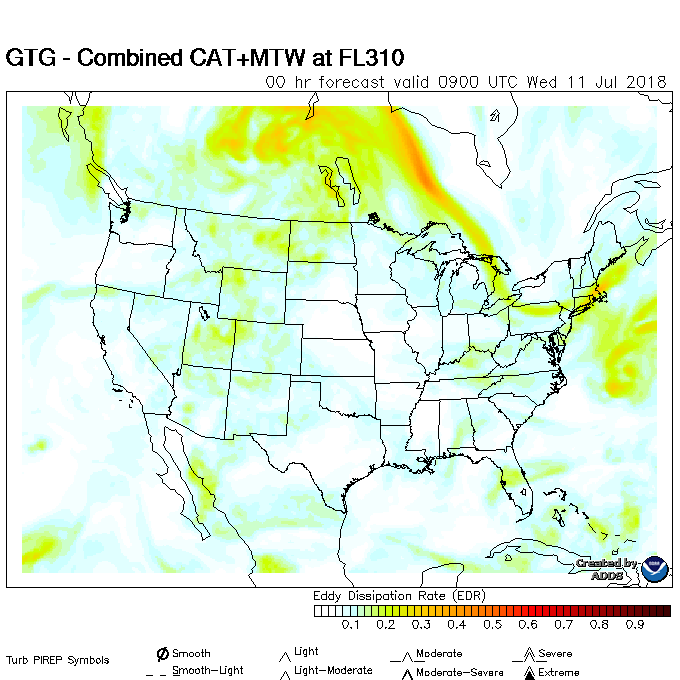 GTG - Combined CAT+MTW at FL310
00 hr forecast valid 0900 UTC Wed 11 Jul 2018
Created by
ADDS
Eddy Dissipation Rate (EDR)
0.1 0.2 0.3 0.4 0.5 0.6 0.7 0.8 0.9
Turb PIREP Symbols
Smooth
Light
Moderate
Severe
Smooth-Light
Light-Moderate
Moderate-Severe
Extreme